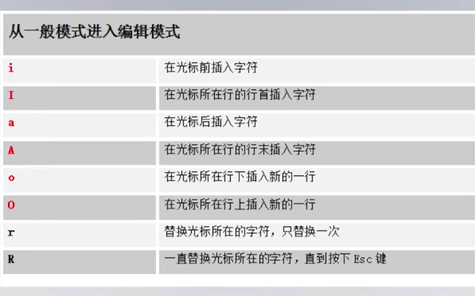 从一般模式进入编辑模式
i 在光标前插入字符
I 在光标所在行的行首插入字符
a 在光标后插入字符
A 在光标所在行的行末插入字符
o 在光标所在行下插入新的一行
O 在光标所在行上插入新的一行
r 替换光标所在的字符，只替换一次
R 一直替换光标所在的字符，直到按下 Esc 键